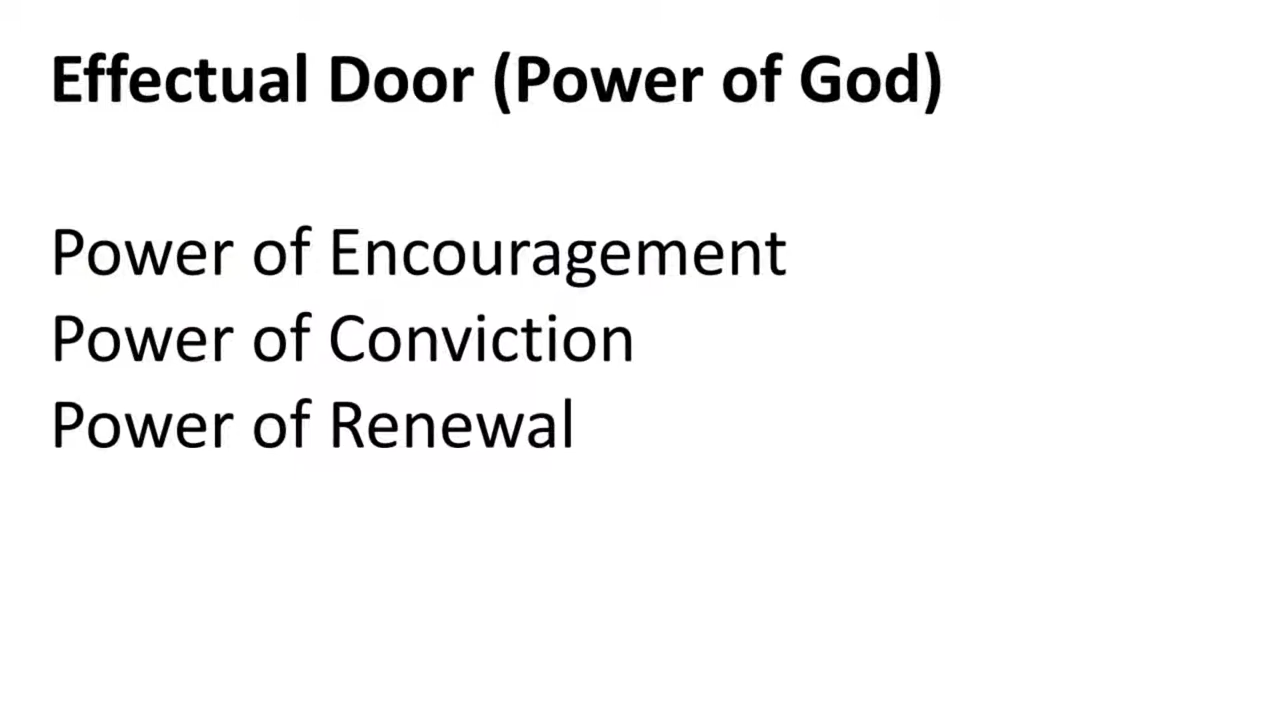 Effectual Door (Power of God)
Power of Encouragement
Power of Conviction
Power of Renewal